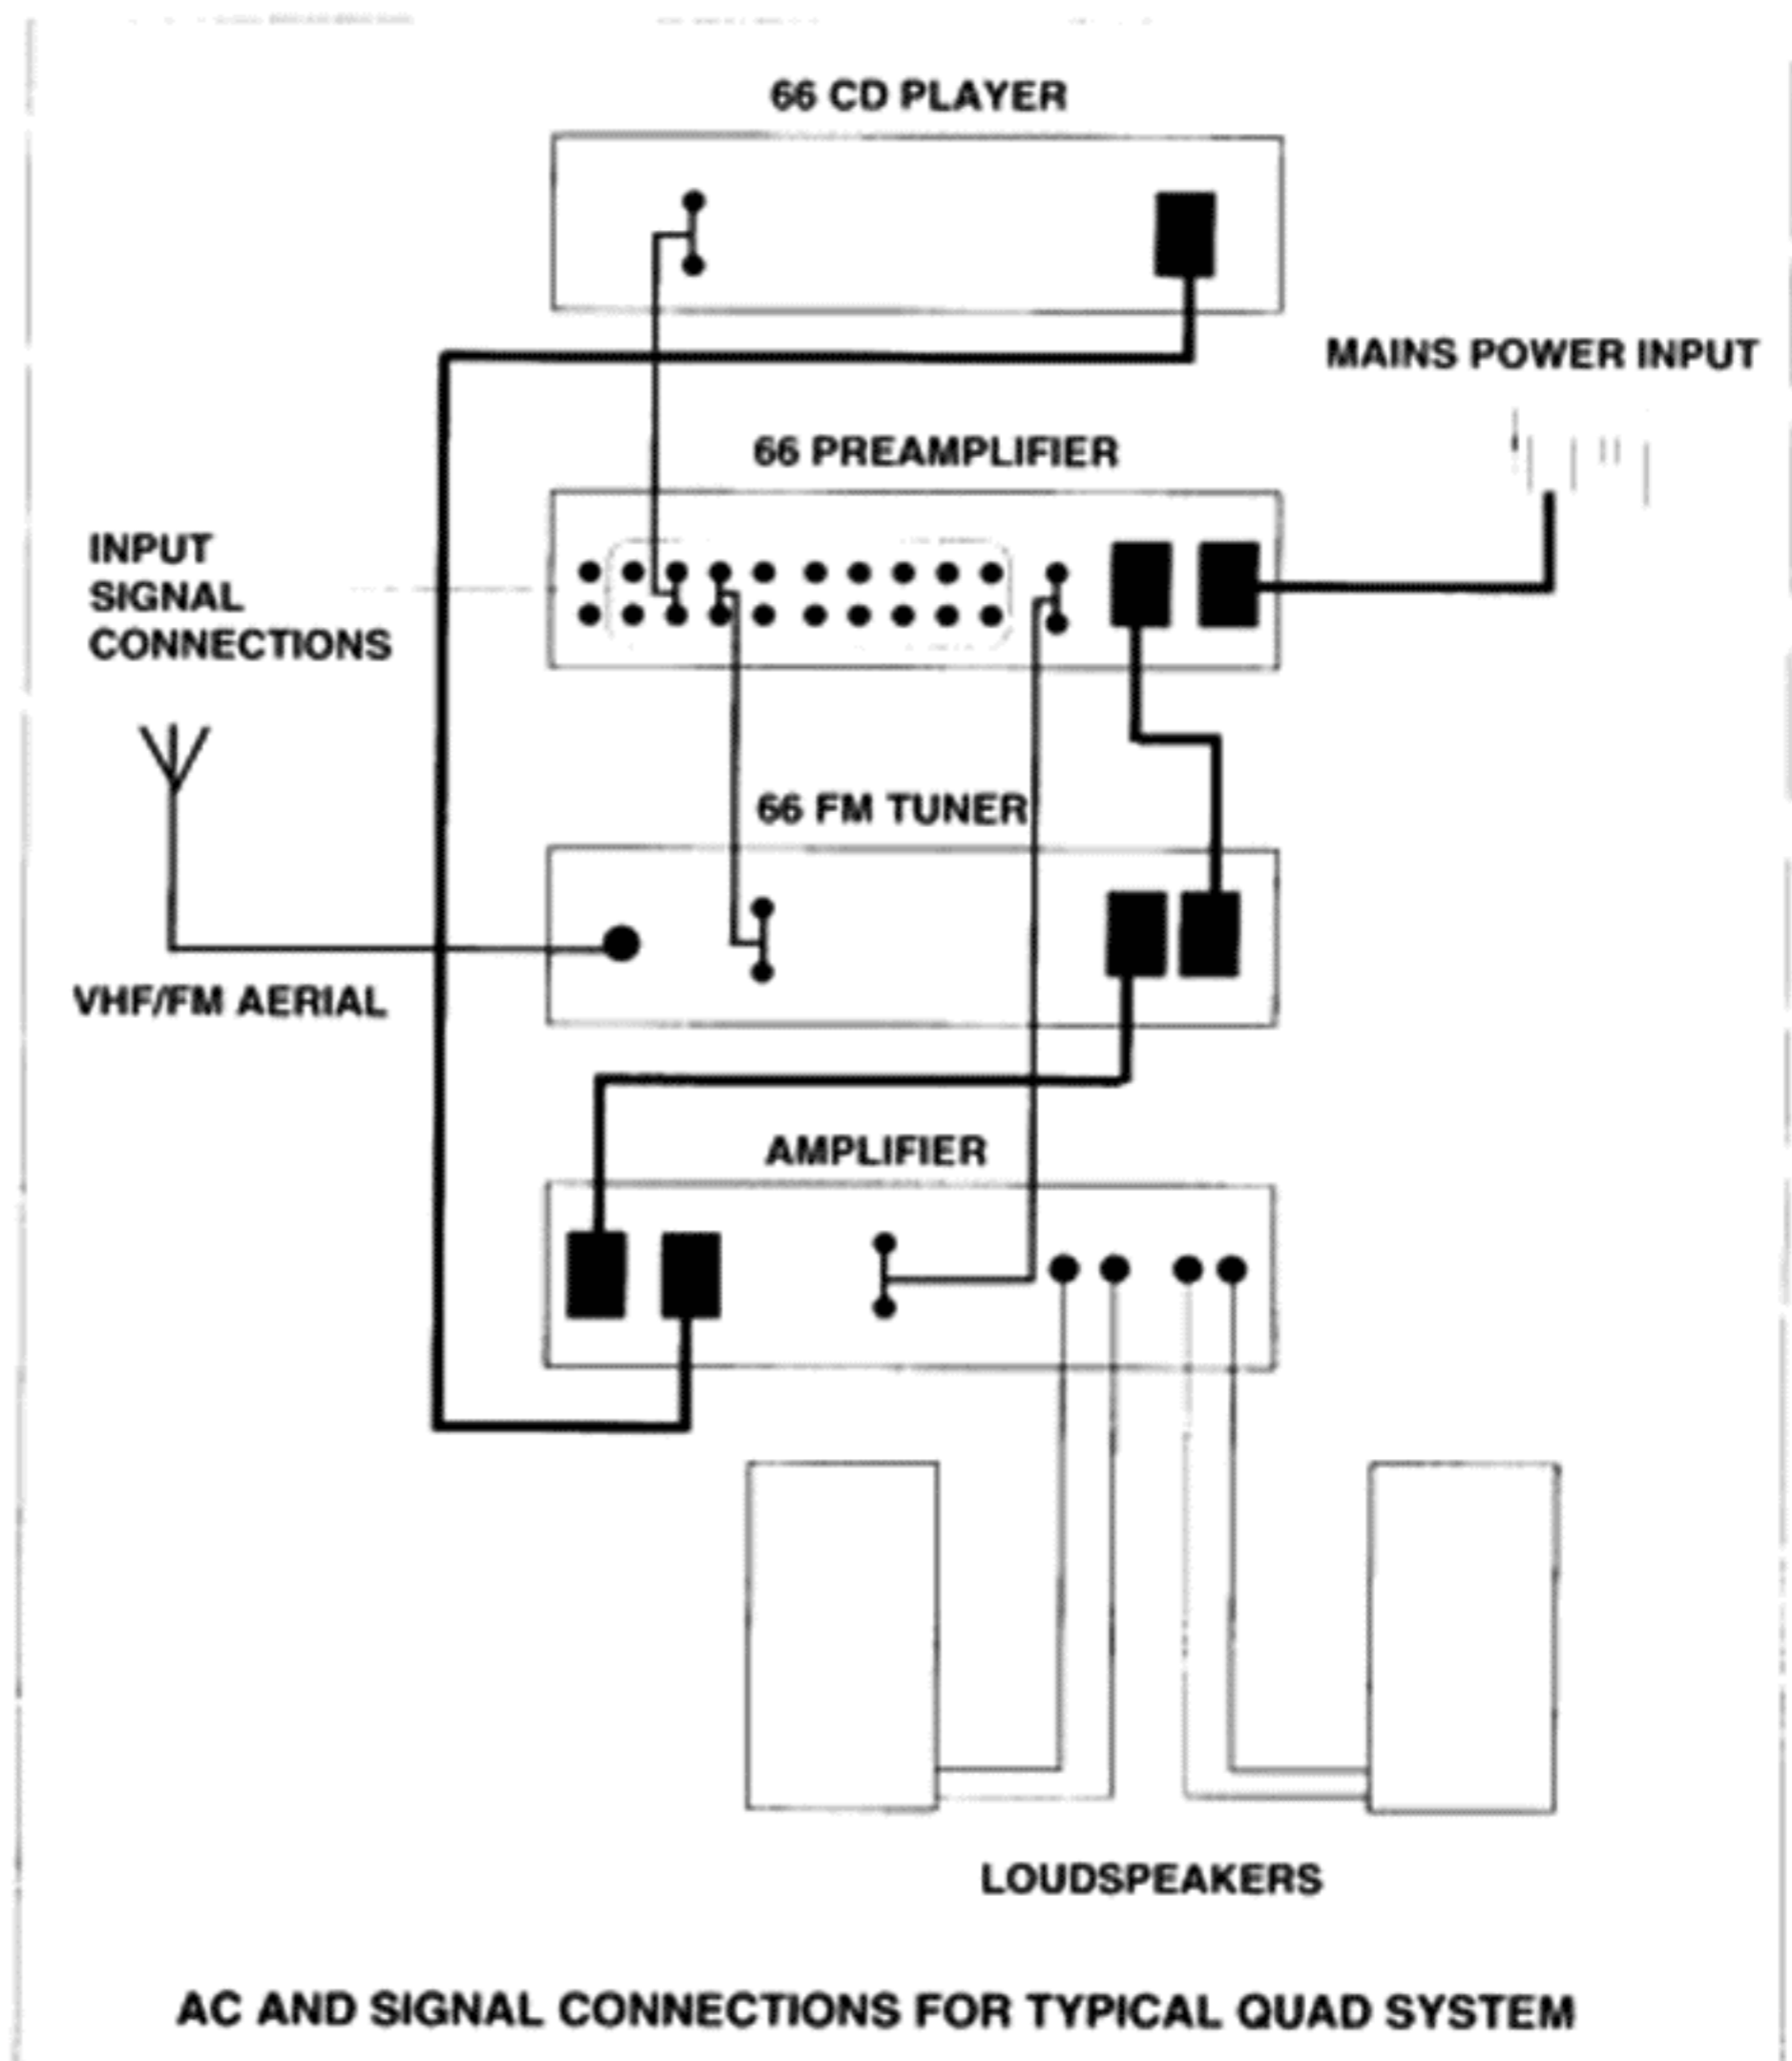 66 CD PLAYER
MAINS POWER INPUT
66 PREAMPLIFIER
INPUT
SIGNAL
CONNECTIONS
66 FM TUNER
VHF/FM AERIAL
AMPLIFIER
LOUDSPEAKERS
AC AND SIGNAL CONNECTIONS FOR TYPICAL QUAD SYSTEM